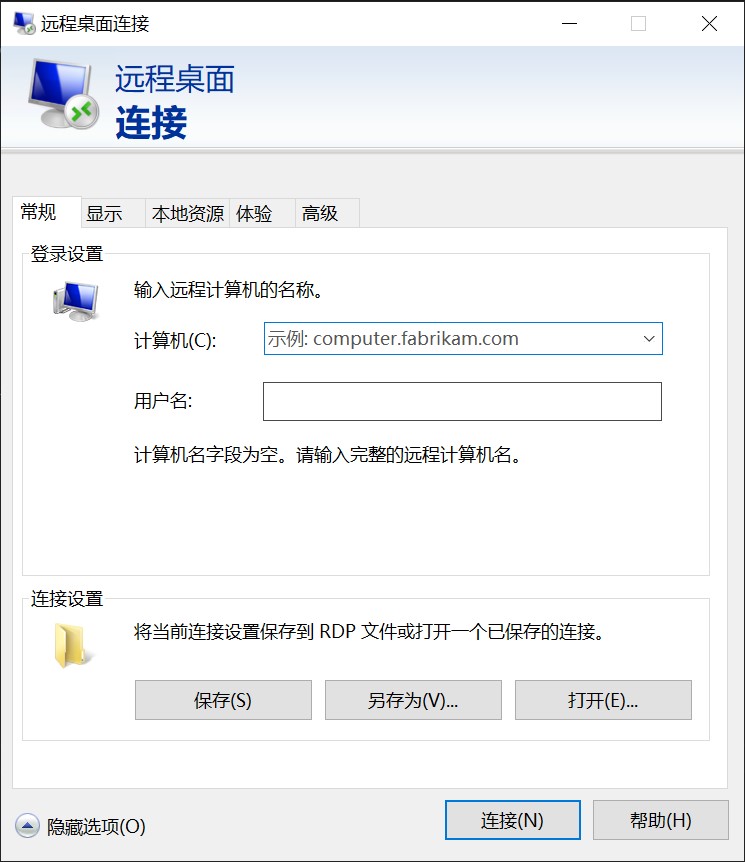 远程桌面连接
远程桌面
连接
常规 显示 本地资源 体验 高级
登录设置
输入远程计算机的名称。
计算机(C): 示例: computer.fabrikam.com
用户名:
计算机名字段为空。请输入完整的远程计算机名。
连接设置
将当前连接设置保存到 RDP 文件或打开一个已保存的连接。
保存(S) 另存为(V)... 打开(E)...
隐藏选项(O) 连接(N) 帮助(H)